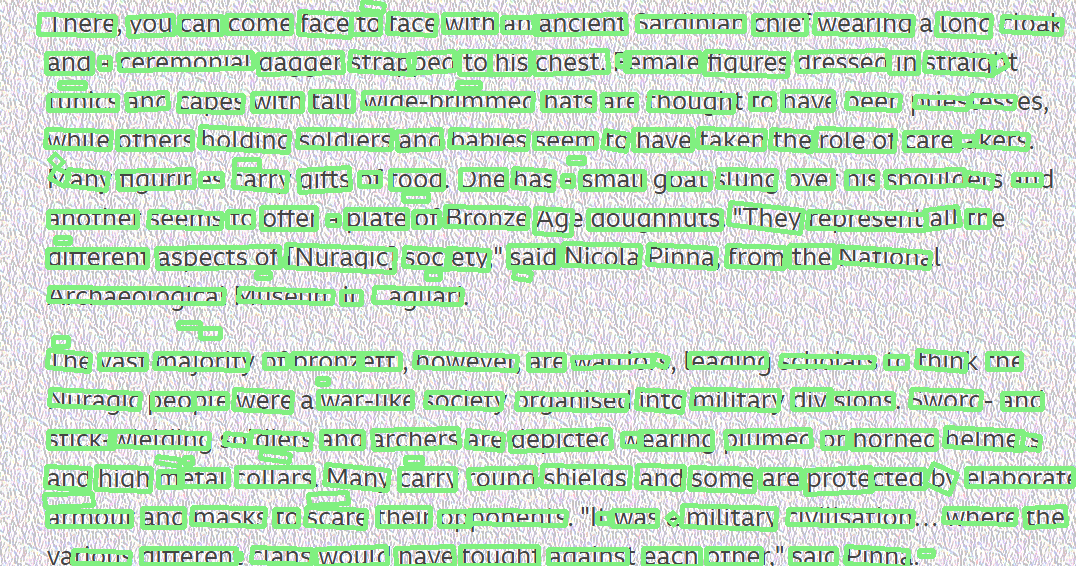 There, you can come face to face with an ancient Sardinian chief wearing a long cloak
and a ceremonial dagger strapped to his chest. Female figures dressed in straight
tunics and capes with tall wide-brimmed hats are thought to have been priestesses,
while others holding soldiers and babies seem to have taken the role of care-takers.
Many figurines carry gifts of food. One has a small goat slung over his shoulders and
another seems to offer a plate of Bronze Age doughnuts. "They represent all the
different aspects of [Nuragic] society," said Nicola Pinna, from the National
Archaeological Museum in Cagliari.
The vast majority of bronzetti, however, are warriors, leading scholars to think the
Nuragic people were a war-like society organised into military divisions. Sword- and
stick-wielding soldiers and archers are depicted wearing plumed or horned helmets
and high metal collars. Many carry round shields and some are protected by elaborate
armour and masks to scare their opponents. "It was a military civilisation... where the
various different clans would have fought against each other," said Pinna.